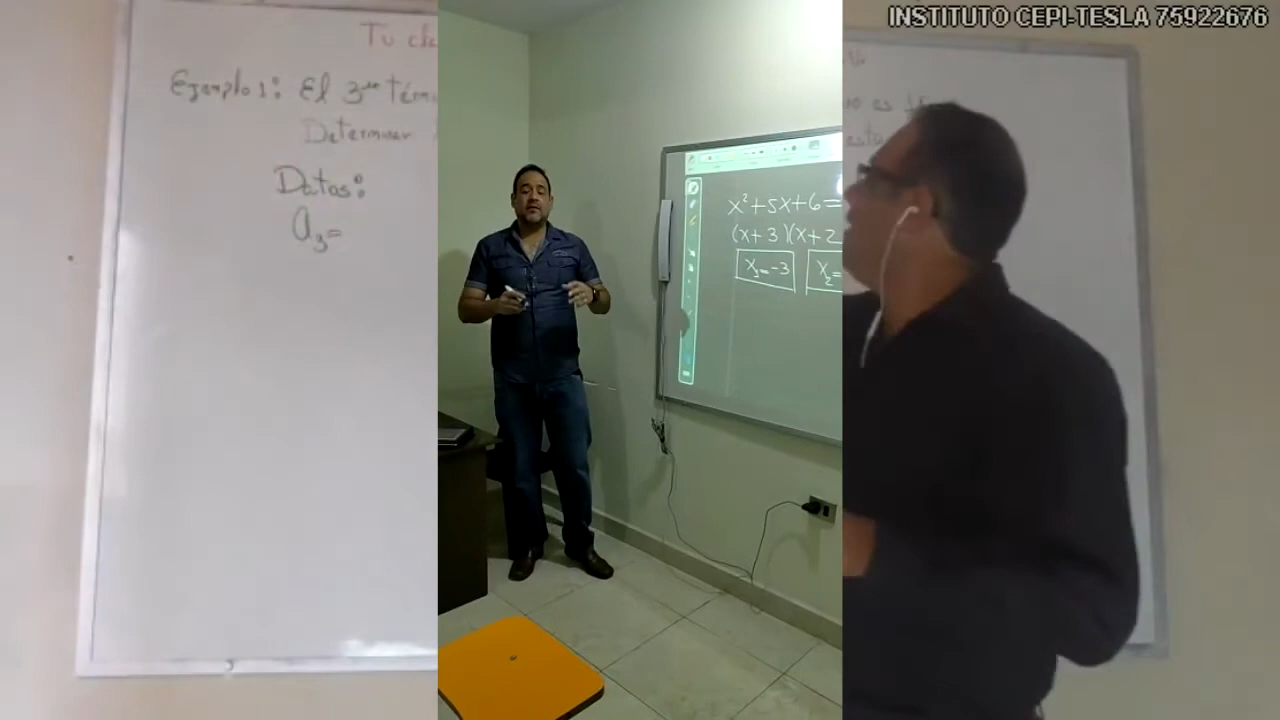 INSTITUTO CEPI-TESLA 75922676
Ejemplo 1: El 3er
Determinar
Datos:
a₃=
x²+5x+6=
(x+3)(x+2
x₁=-3
x₂=